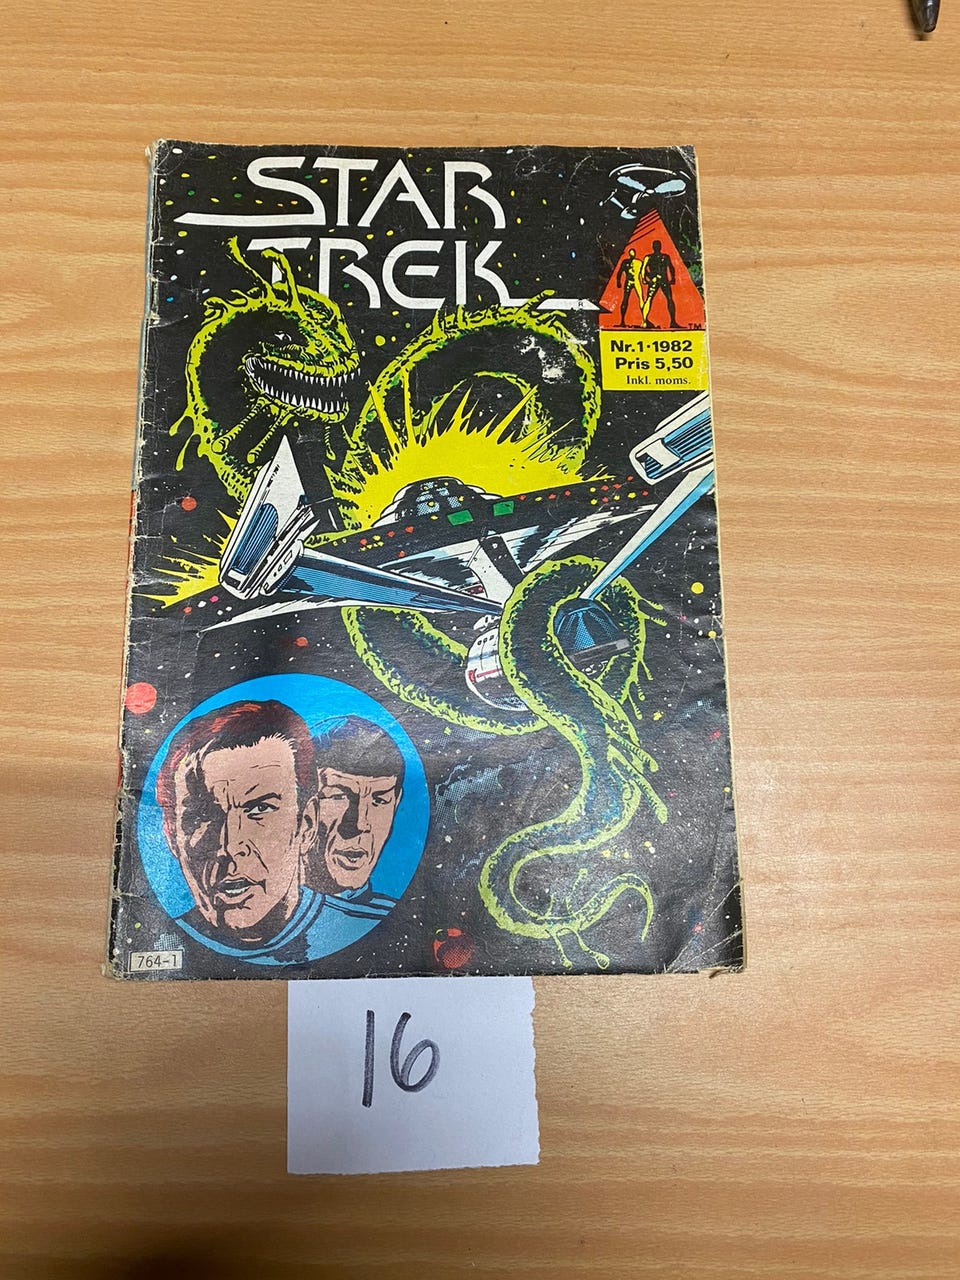 STAR
TREK
R
TM
Nr.1·1982
Pris 5,50
Inkl. moms.
764-1
16